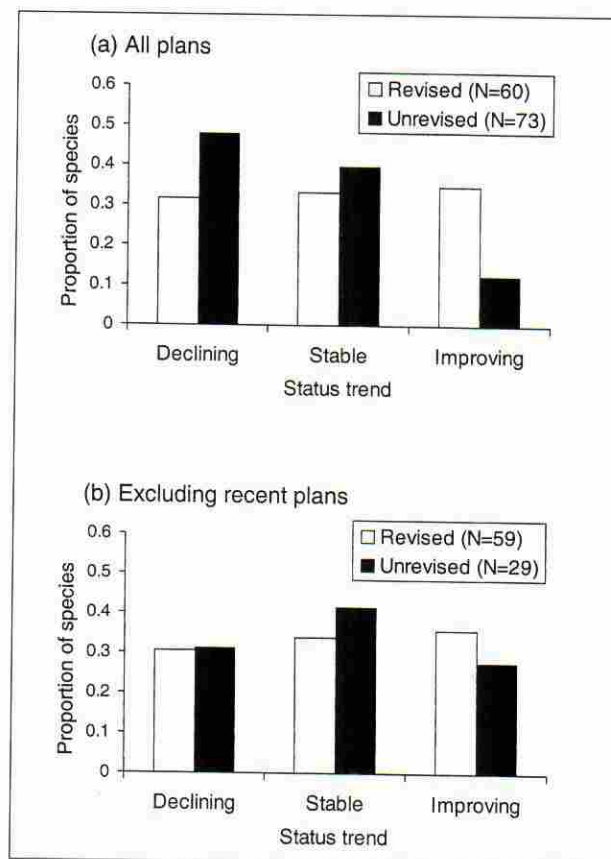 (a) All plans
Revised (N=60)
Unrevised (N=73)
Proportion of species
0.6
0.5
0.4
0.3
0.2
0.1
0
Declining Stable Improving
Status trend
(b) Excluding recent plans
Revised (N=59)
Unrevised (N=29)
Proportion of species
0.6
0.5
0.4
0.3
0.2
0.1
0
Declining Stable Improving
Status trend